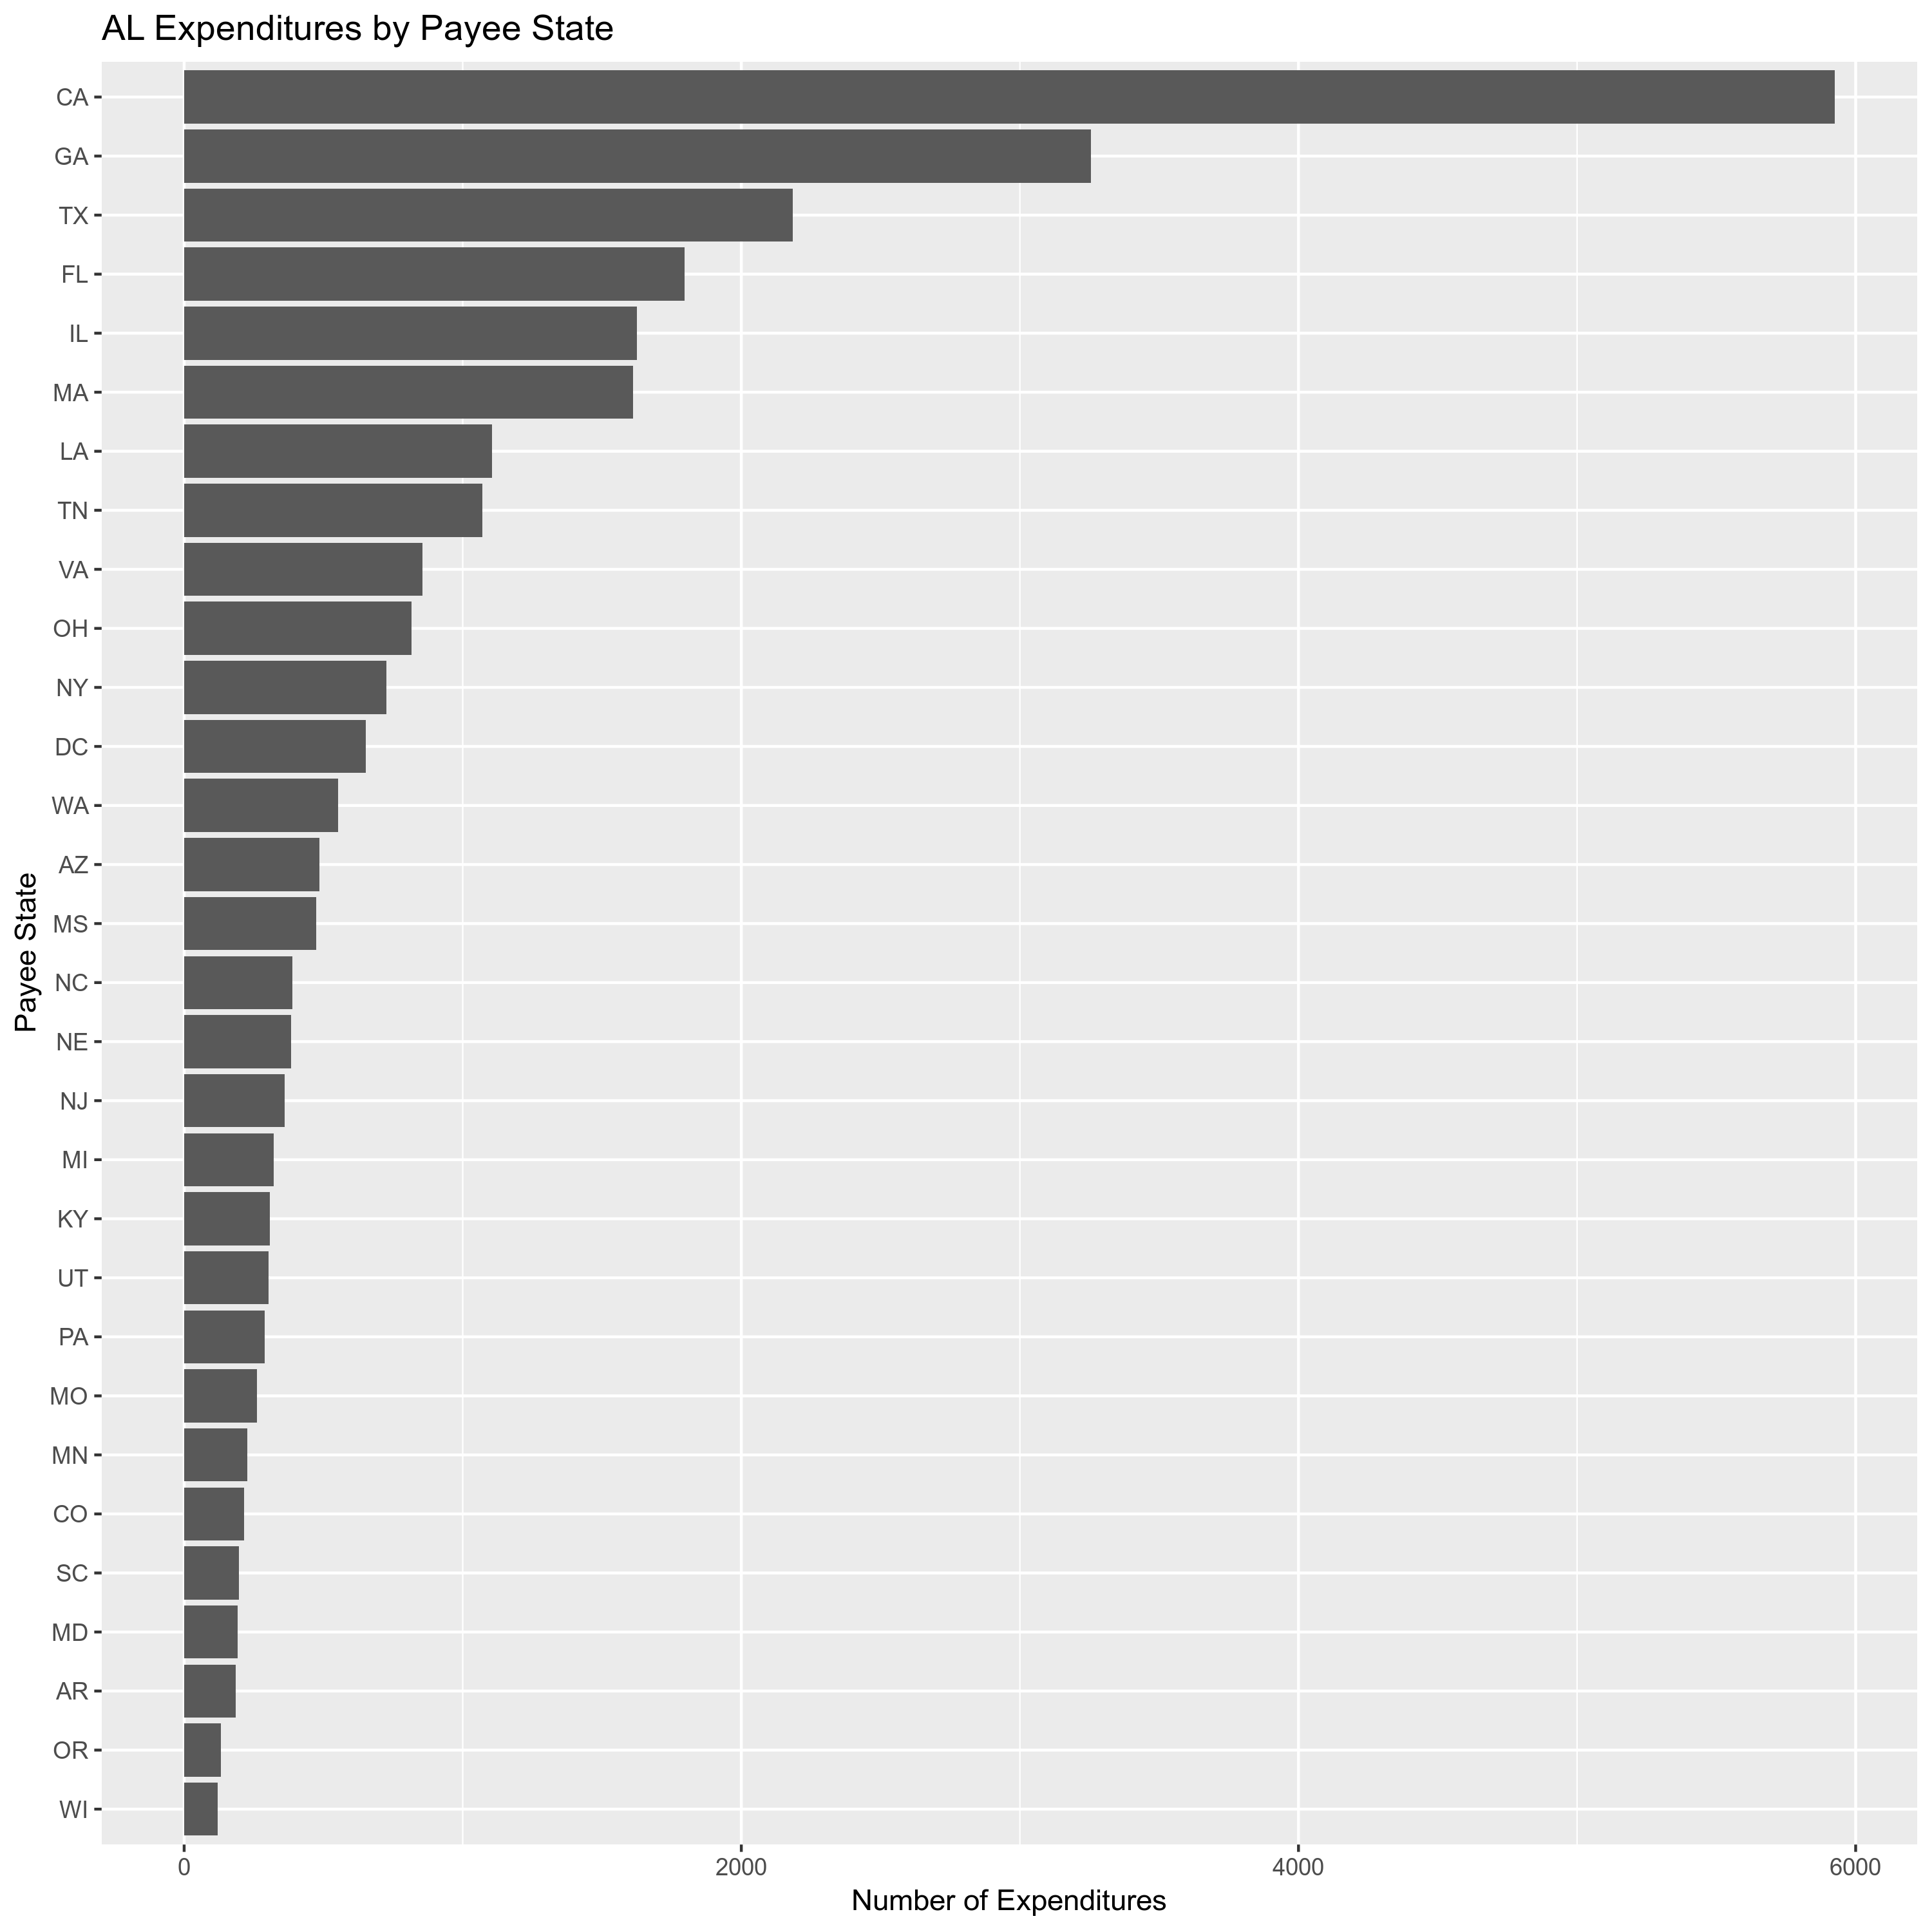 AL Expenditures by Payee State
CA
GA
TX
FL
IL
MA
LA
TN
VA
OH
NY
DC
WA
AZ
MS
NC
NE
NJ
MI
KY
UT
PA
MO
MN
CO
SC
MD
AR
OR
WI
Payee State
0 2000 4000 6000
Number of Expenditures